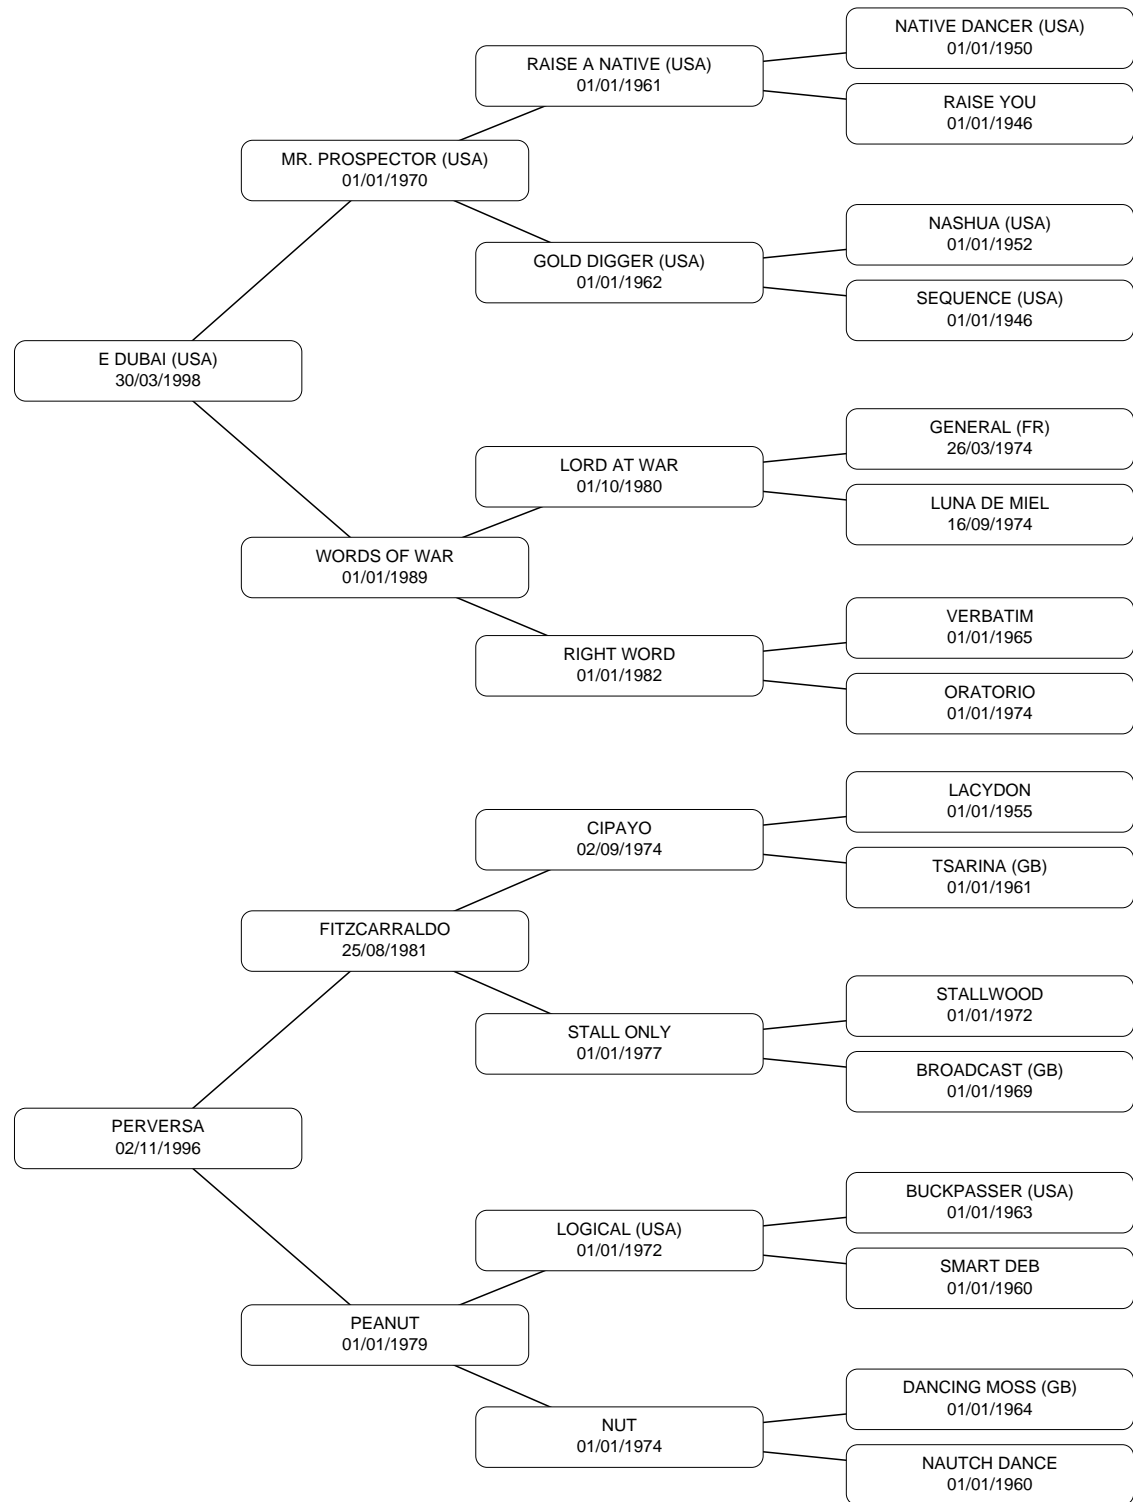 NATIVE DANCER (USA)
01/01/1950
RAISE A NATIVE (USA)
01/01/1961
RAISE YOU
01/01/1946
MR. PROSPECTOR (USA)
01/01/1970
NASHUA (USA)
01/01/1952
GOLD DIGGER (USA)
01/01/1962
SEQUENCE (USA)
01/01/1946
E DUBAI (USA)
30/03/1998
GENERAL (FR)
26/03/1974
LORD AT WAR
01/10/1980
LUNA DE MIEL
16/09/1974
WORDS OF WAR
01/01/1989
VERBATIM
01/01/1965
RIGHT WORD
01/01/1982
ORATORIO
01/01/1974
LACYDON
01/01/1955
CIPAYO
02/09/1974
TSARINA (GB)
01/01/1961
FITZCARRALDO
25/08/1981
STALLWOOD
01/01/1972
STALL ONLY
01/01/1977
BROADCAST (GB)
01/01/1969
PERVERSA
02/11/1996
BUCKPASSER (USA)
01/01/1963
LOGICAL (USA)
01/01/1972
SMART DEB
01/01/1960
PEANUT
01/01/1979
DANCING MOSS (GB)
01/01/1964
NUT
01/01/1974
NAUTCH DANCE
01/01/1960